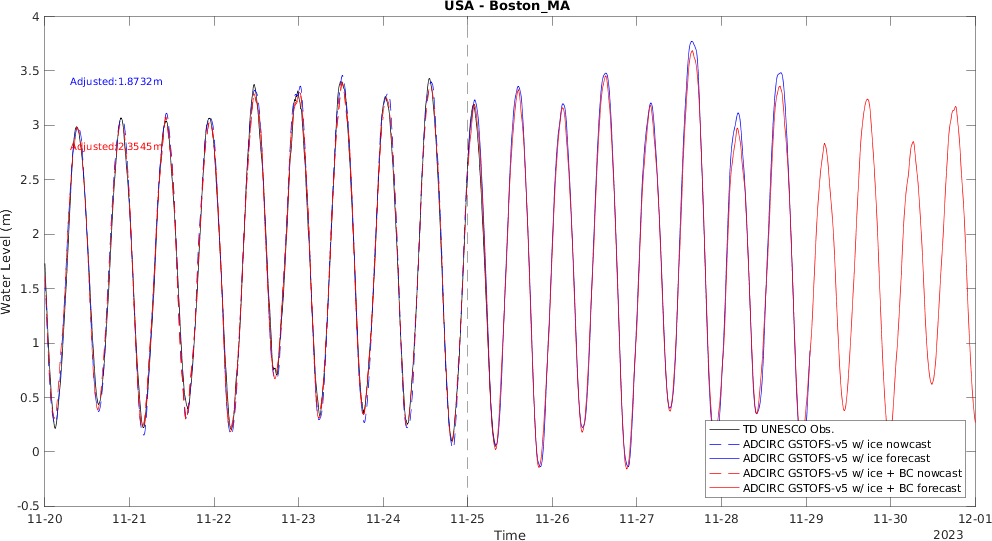 USA - Boston_MA
4
3.5
3
2.5
2
1.5
1
0.5
0
-0.5
Water Level (m)
Adjusted:1.8732m
Adjusted:2.3545m
TD UNESCO Obs.
ADCIRC GSTOFS-v5 w/ ice nowcast
ADCIRC GSTOFS-v5 w/ ice forecast
ADCIRC GSTOFS-v5 w/ ice + BC nowcast
ADCIRC GSTOFS-v5 w/ ice + BC forecast
11-20 11-21 11-22 11-23 11-24 11-25 11-26 11-27 11-28 11-29 11-30 12-01
Time
2023